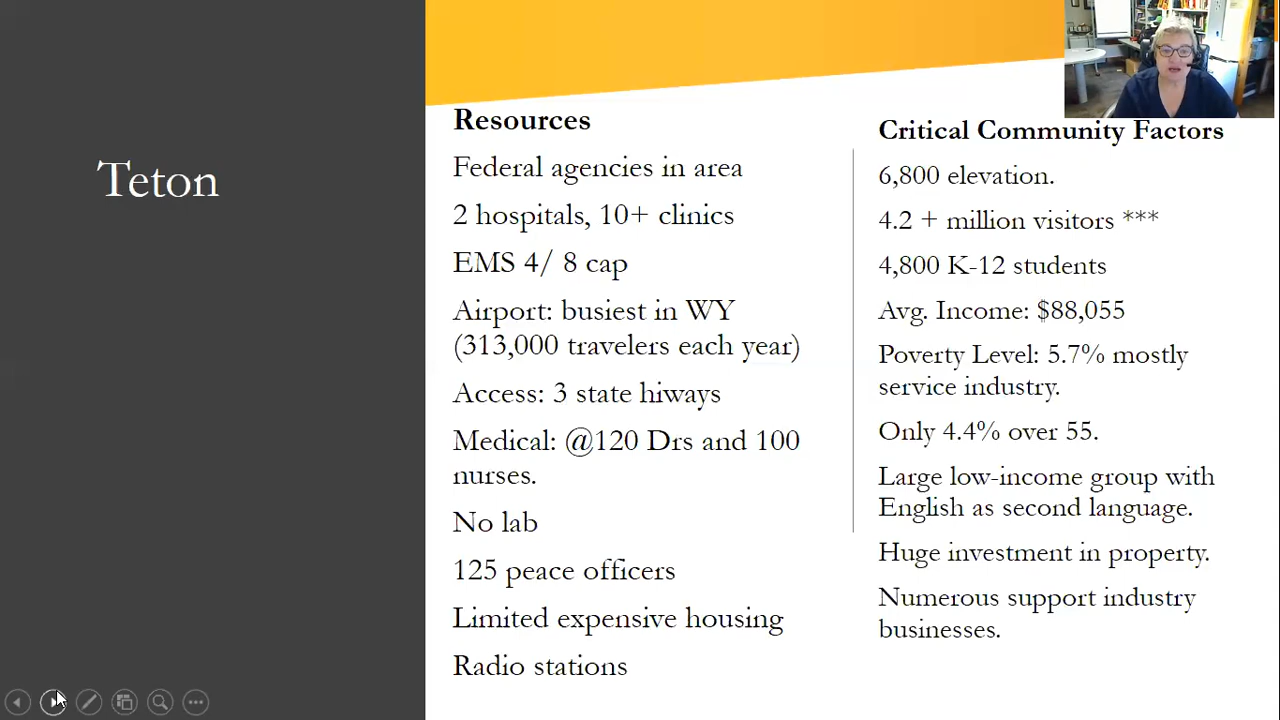 Teton
Resources
Federal agencies in area
2 hospitals, 10+ clinics
EMS 4/ 8 cap
Airport: busiest in WY
(313,000 travelers each year)
Access: 3 state hiways
Medical: @120 Drs and 100
nurses.
No lab
125 peace officers
Limited expensive housing
Radio stations
Critical Community Factors
6,800 elevation.
4.2 + million visitors ***
4,800 K-12 students
Avg. Income: $88,055
Poverty Level: 5.7% mostly
service industry.
Only 4.4% over 55.
Large low-income group with
English as second language.
Huge investment in property.
Numerous support industry
businesses.